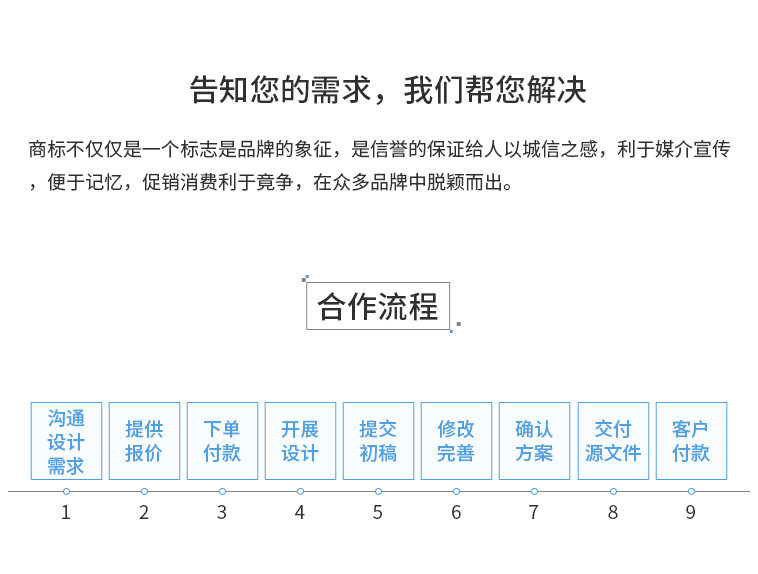 告知您的需求，我们帮您解决
商标不仅仅是一个标志是品牌的象征，是信誉的保证给人以城信之感，利于媒介宣传
，便于记忆，促销消费利于竟争，在众多品牌中脱颖而出。
合作流程
沟通
设计
需求
提供
报价
下单
付款
开展
设计
提交
初稿
修改
完善
确认
方案
交付
源文件
客户
付款
1 2 3 4 5 6 7 8 9